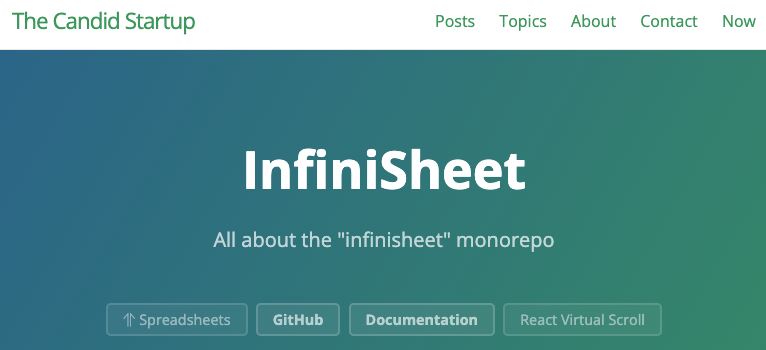 The Candid Startup Posts Topics About Contact Now
InfiniSheet
All about the "infinisheet" monorepo
⥣ Spreadsheets GitHub Documentation React Virtual Scroll